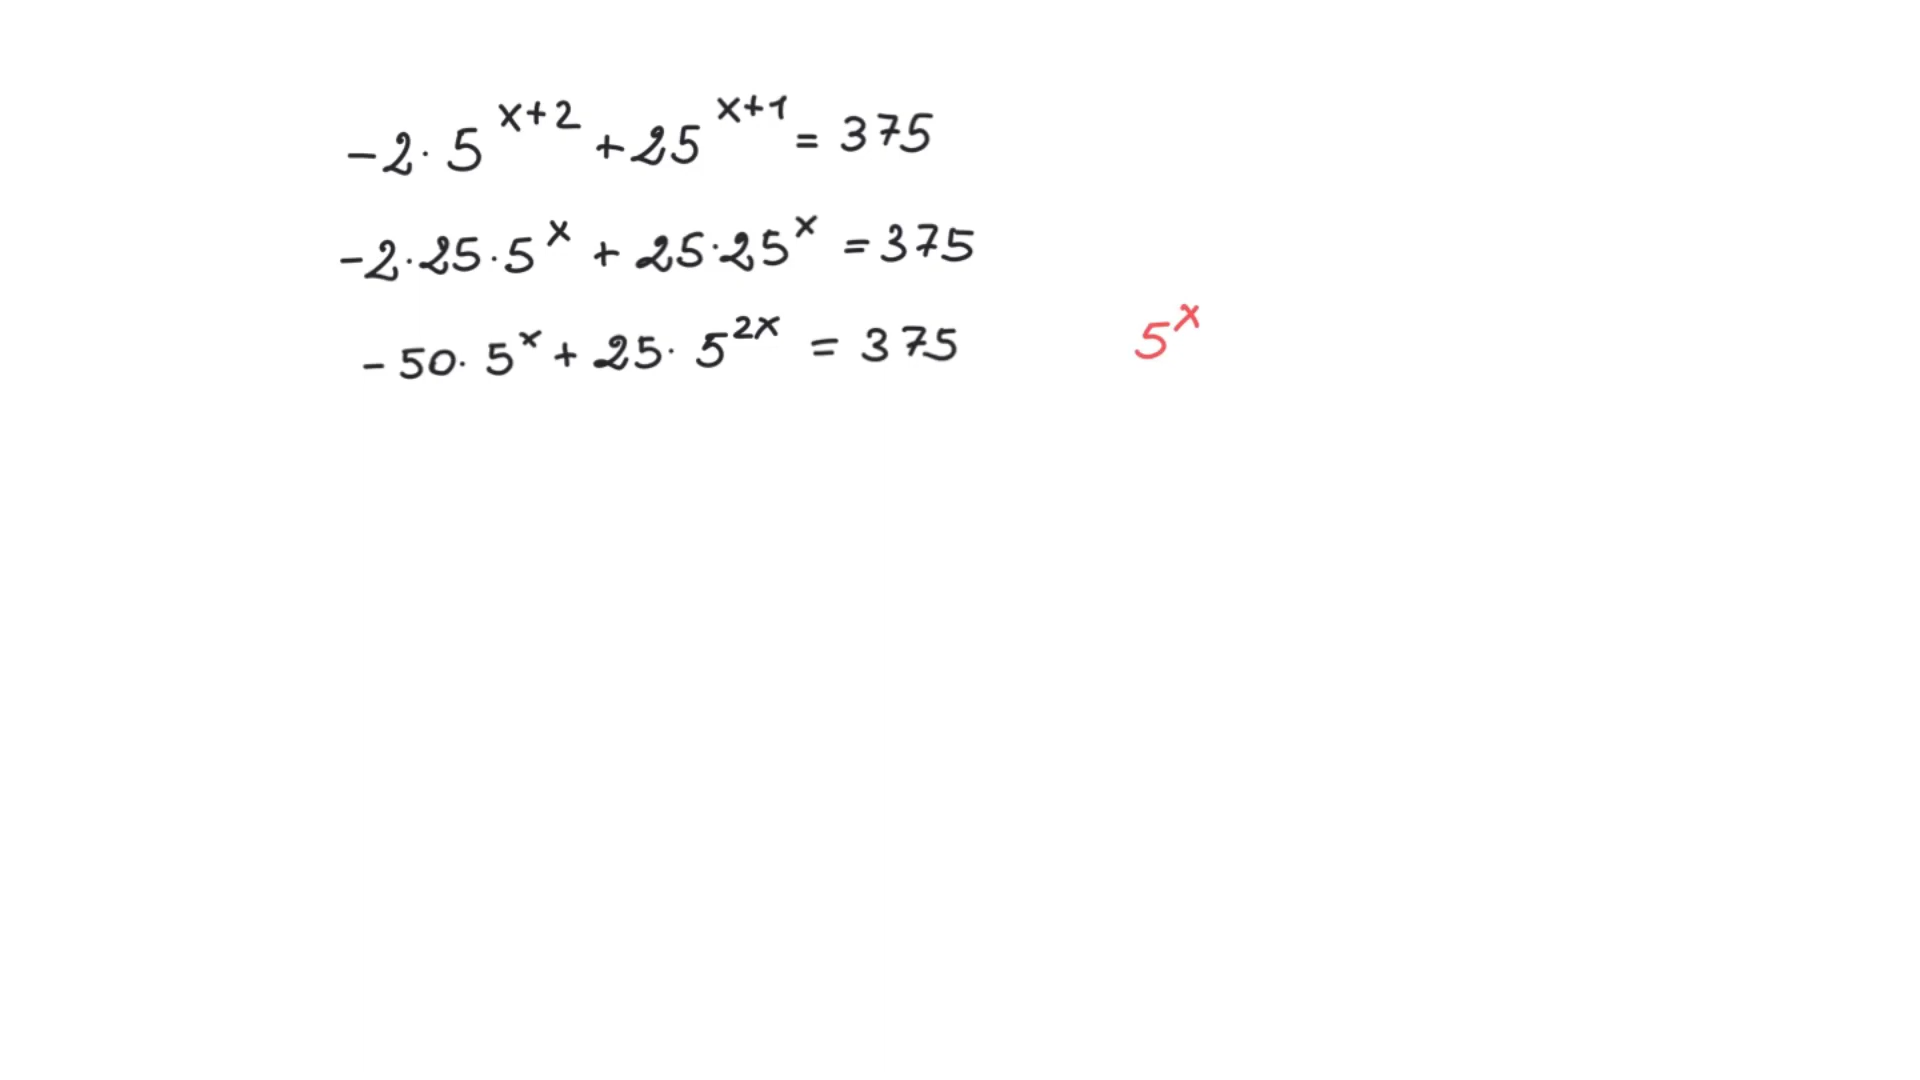 -2· 5^{x+2} + 25^{x+1} = 375
-2·25·5^x + 25·25^x = 375
-50· 5^x + 25· 5^{2x} = 375
5^x